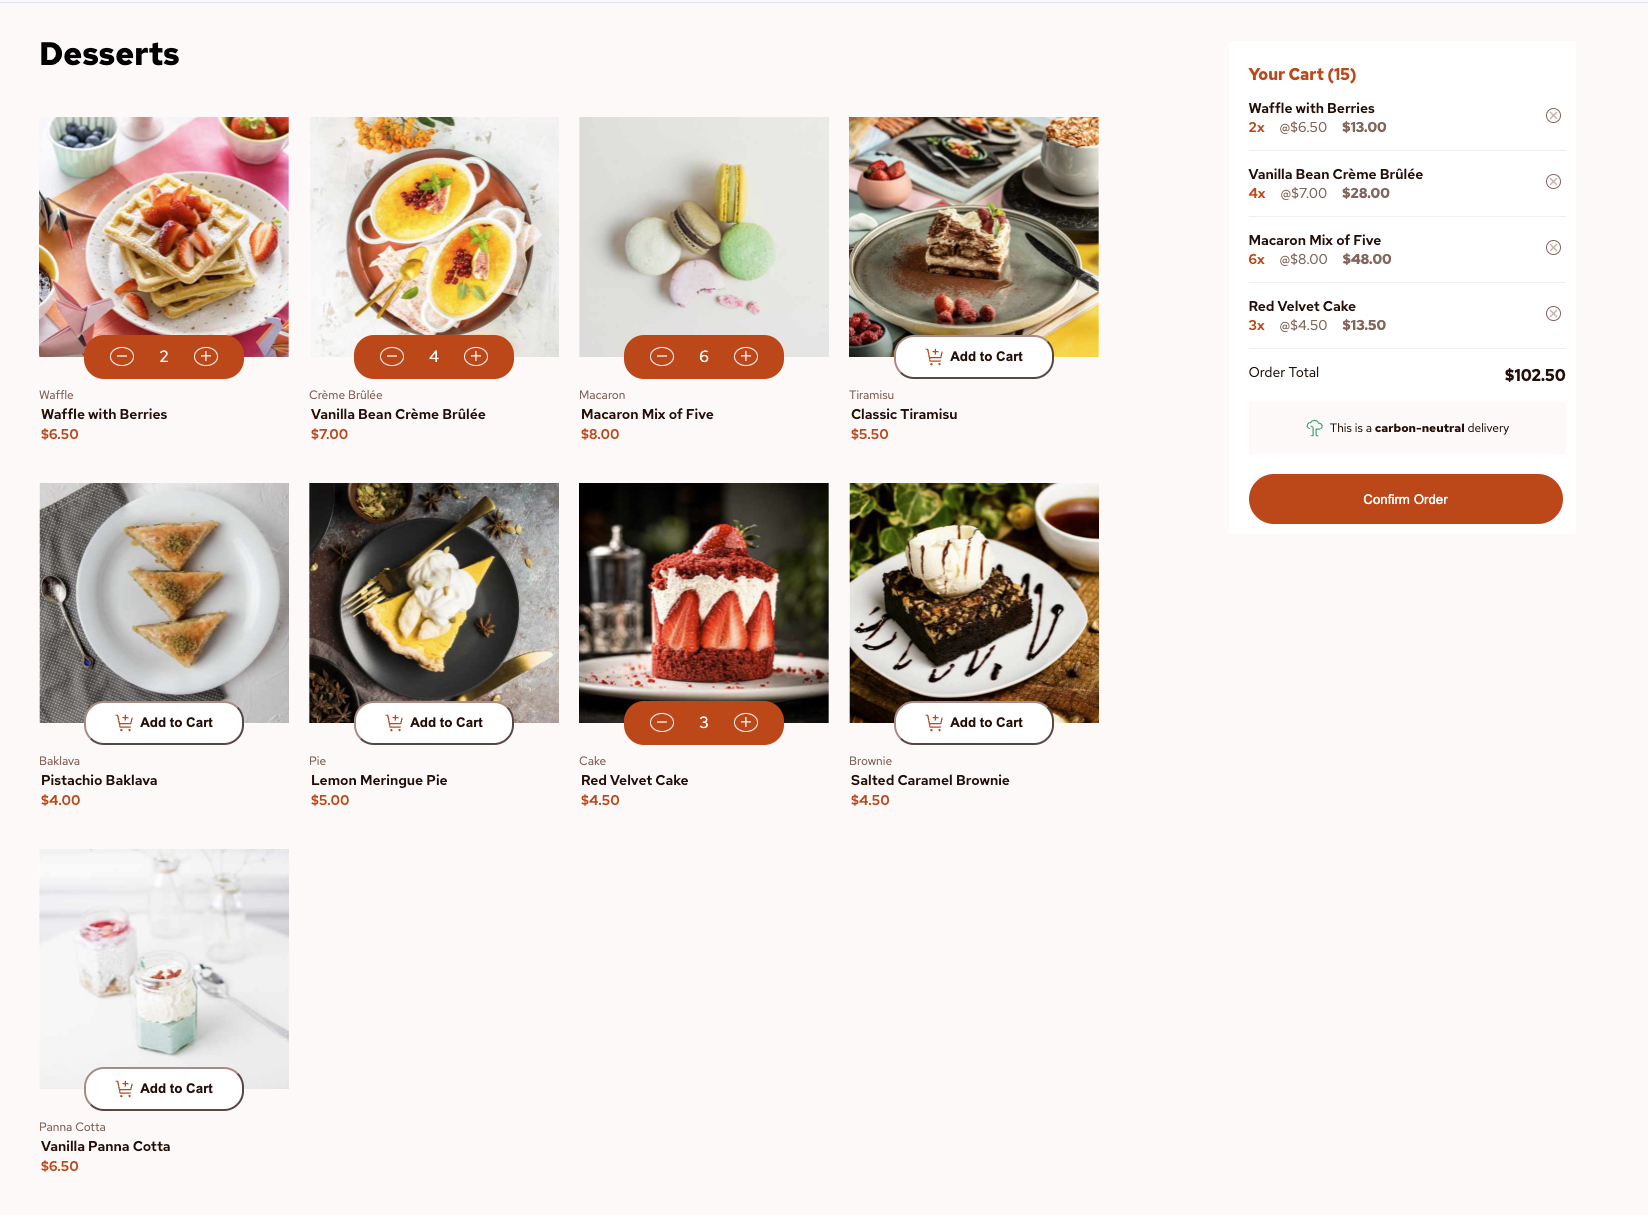 Desserts
2
4
6
Add to Cart
Waffle
Waffle with Berries
$6.50
Crème Brûlée
Vanilla Bean Crème Brûlée
$7.00
Macaron
Macaron Mix of Five
$8.00
Tiramisu
Classic Tiramisu
$5.50
Add to Cart
Add to Cart
3
Add to Cart
Baklava
Pistachio Baklava
$4.00
Pie
Lemon Meringue Pie
$5.00
Cake
Red Velvet Cake
$4.50
Brownie
Salted Caramel Brownie
$4.50
Add to Cart
Panna Cotta
Vanilla Panna Cotta
$6.50
Your Cart (15)
Waffle with Berries
2x @$6.50 $13.00
Vanilla Bean Crème Brûlée
4x @$7.00 $28.00
Macaron Mix of Five
6x @$8.00 $48.00
Red Velvet Cake
3x @$4.50 $13.50
Order Total $102.50
This is a carbon-neutral delivery
Confirm Order